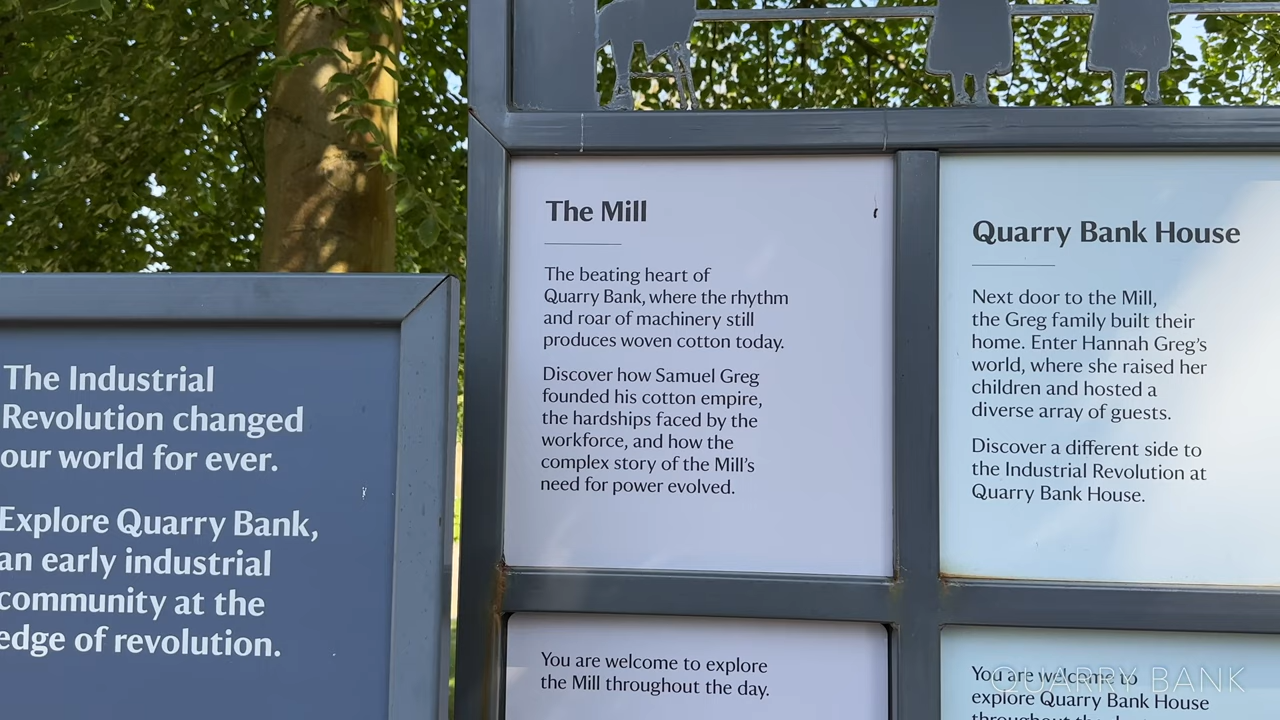 The Industrial
Revolution changed
our world for ever.
Explore Quarry Bank,
an early industrial
community at the
edge of revolution.
The Mill
The beating heart of
Quarry Bank, where the rhythm
and roar of machinery still
produces woven cotton today.
Discover how Samuel Greg
founded his cotton empire,
the hardships faced by the
workforce, and how the
complex story of the Mill's
need for power evolved.
You are welcome to explore
the Mill throughout the day.
Quarry Bank House
Next door to the Mill,
the Greg family built their
home. Enter Hannah Greg's
world, where she raised her
children and hosted a
diverse array of guests.
Discover a different side to
the Industrial Revolution at
Quarry Bank House.
You are welcome to
explore Quarry Bank House
throughout the day.
QUARRY BANK